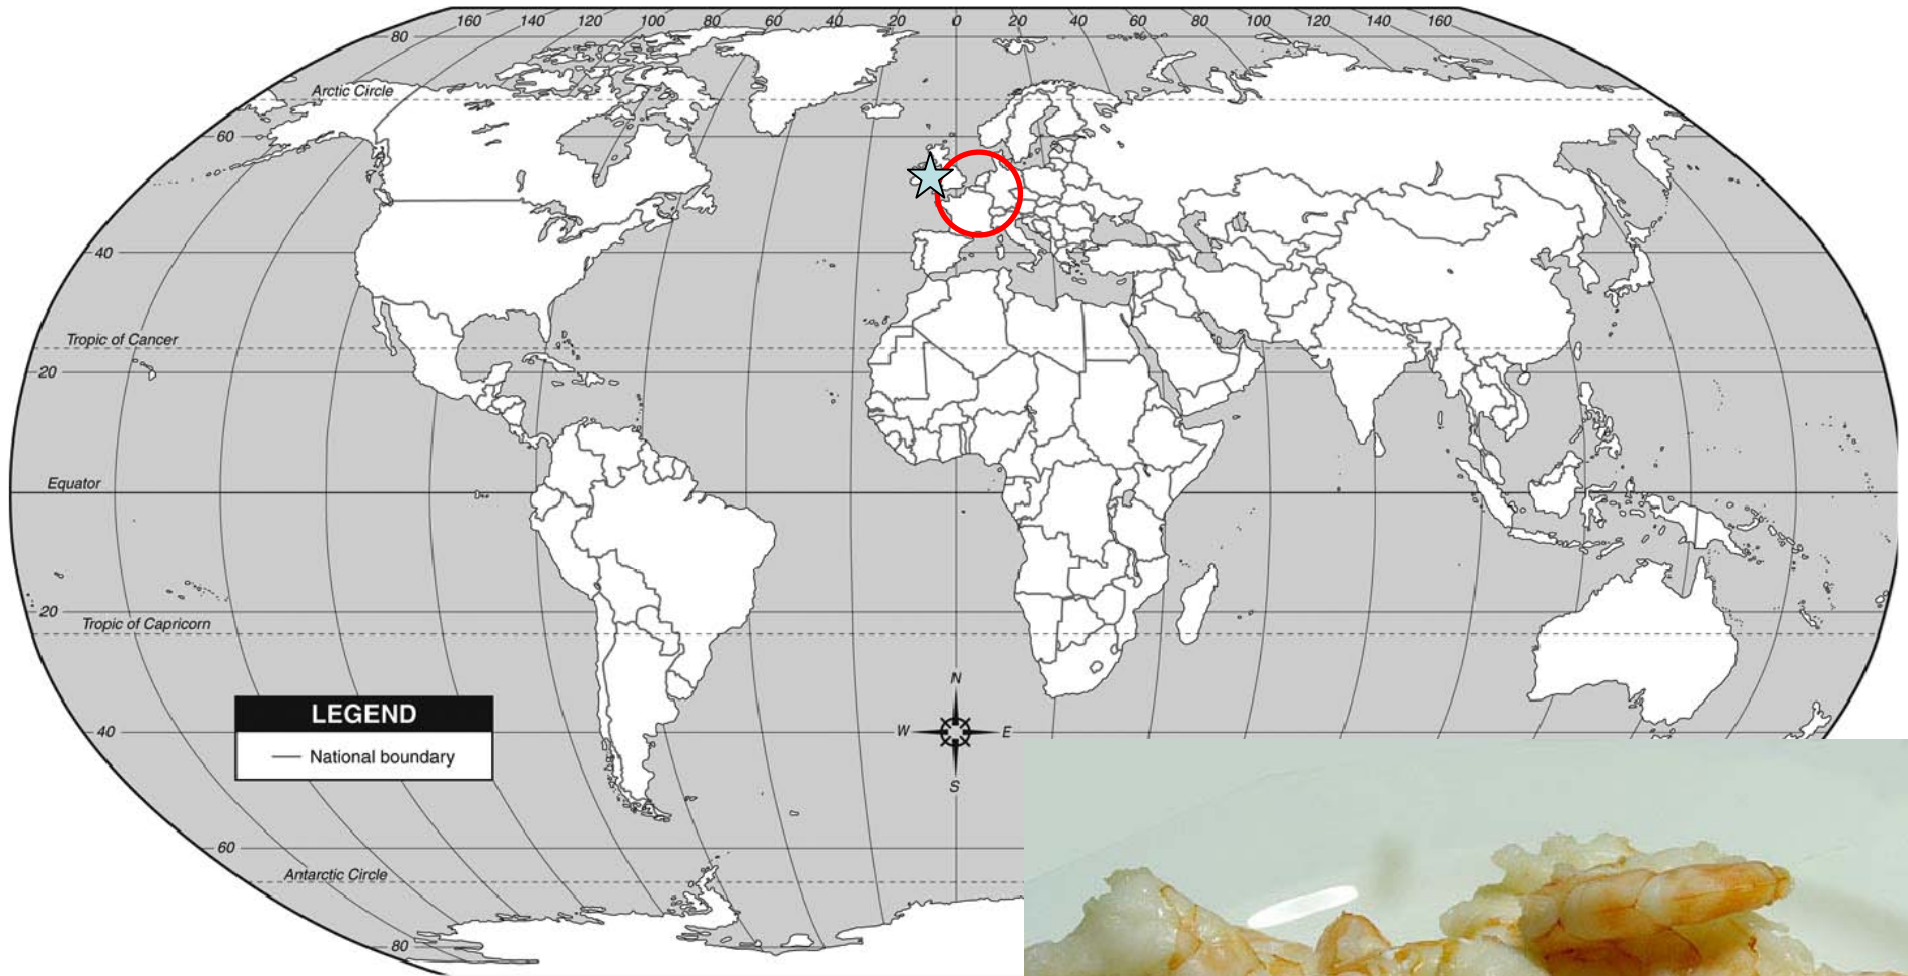 160 140 120 100 80 60 40 20 0 20 40 60 80 100 120 140 160
80
Arctic Circle
60
40
Tropic of Cancer
20
Equator
20
Tropic of Capricorn
N
LEGEND
40
W E
National boundary
S
60
Antarctic Circle
80